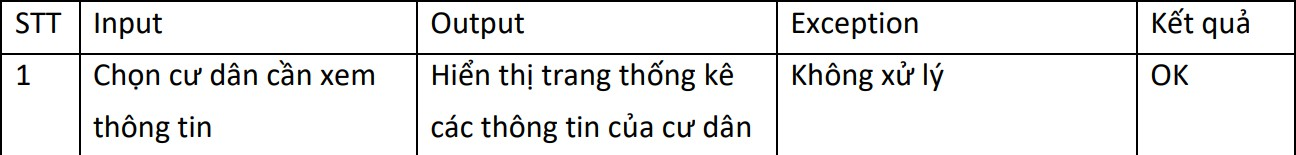 STT Input Output Exception Kết quả
1 Chọn cư dân cần xem Hiển thị trang thống kê Không xử lý OK
thông tin các thông tin của cư dân